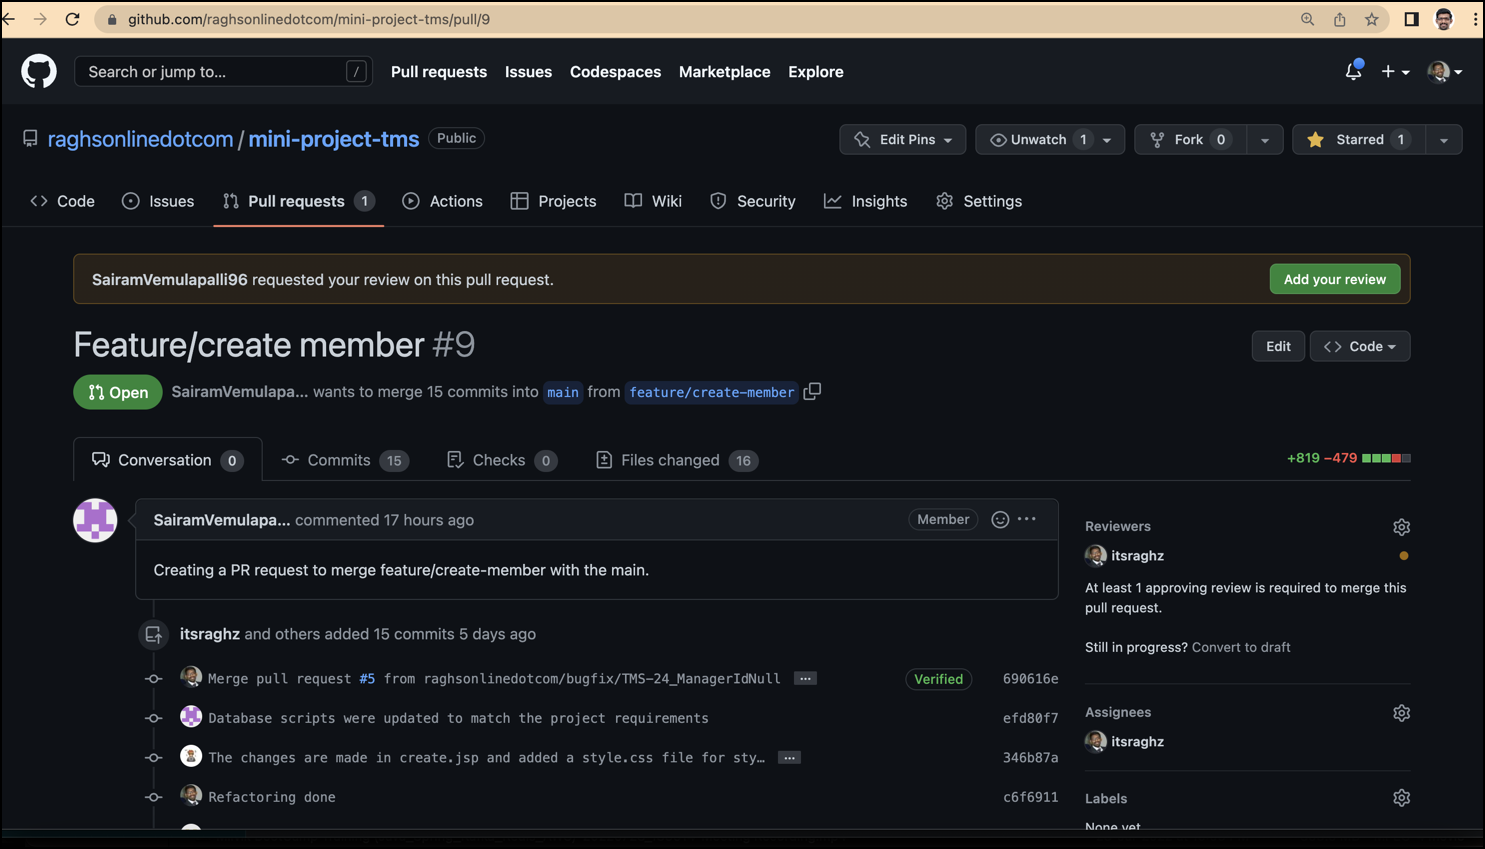 github.com/raghsonlinedotcom/mini-project-tms/pull/9
Search or jump to... /
Pull requests Issues Codespaces Marketplace Explore
raghsonlinedotcom / mini-project-tms Public
Edit Pins Unwatch 1 Fork 0 Starred 1
Code Issues Pull requests 1 Actions Projects Wiki Security Insights Settings
SairamVemulapalli96 requested your review on this pull request. Add your review
Feature/create member #9
Edit <> Code
Open SairamVemulapa... wants to merge 15 commits into main from feature/create-member
Conversation 0 Commits 15 Checks 0 Files changed 16
+819 −479
SairamVemulapa... commented 17 hours ago Member ...
Creating a PR request to merge feature/create-member with the main.
itsraghz and others added 15 commits 5 days ago
Merge pull request #5 from raghsonlinedotcom/bugfix/TMS-24_ManagerIdNull ... Verified 690616e
Database scripts were updated to match the project requirements efd80f7
The changes are made in create.jsp and added a style.css file for sty… ... 346b87a
Refactoring done c6f6911
Reviewers
itsraghz
At least 1 approving review is required to merge this
pull request.
Still in progress? Convert to draft
Assignees
itsraghz
Labels
None yet